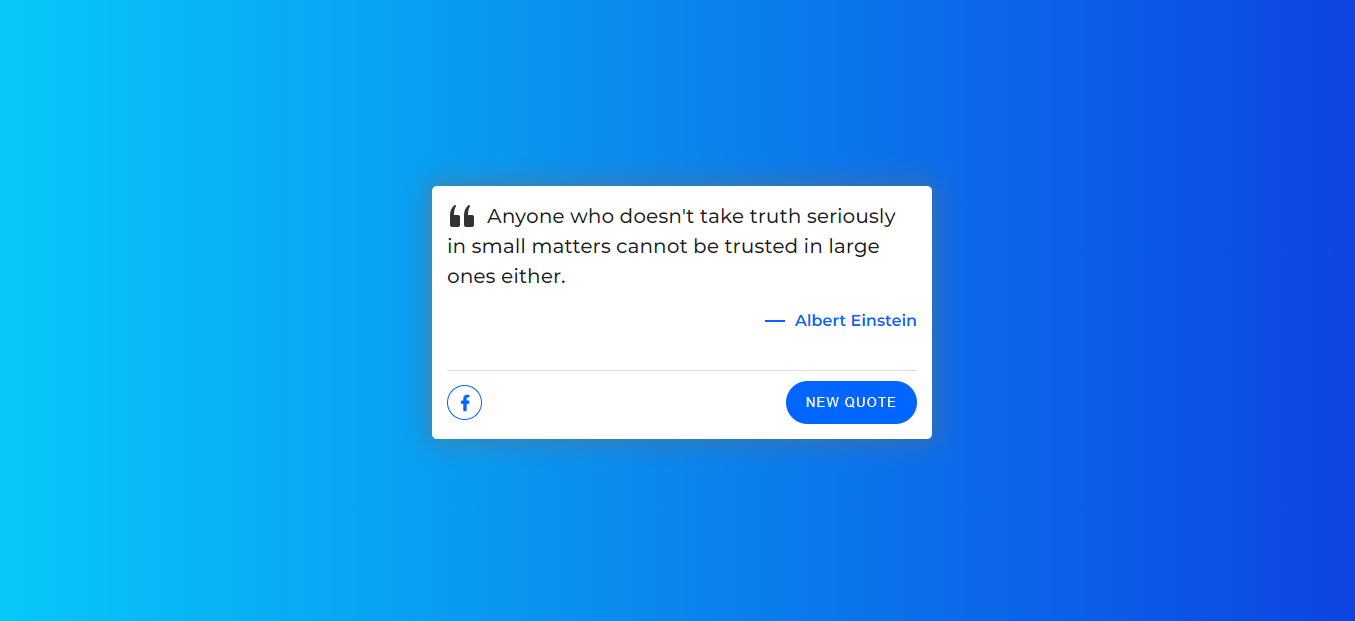 Anyone who doesn't take truth seriously
in small matters cannot be trusted in large
ones either.
— Albert Einstein
NEW QUOTE